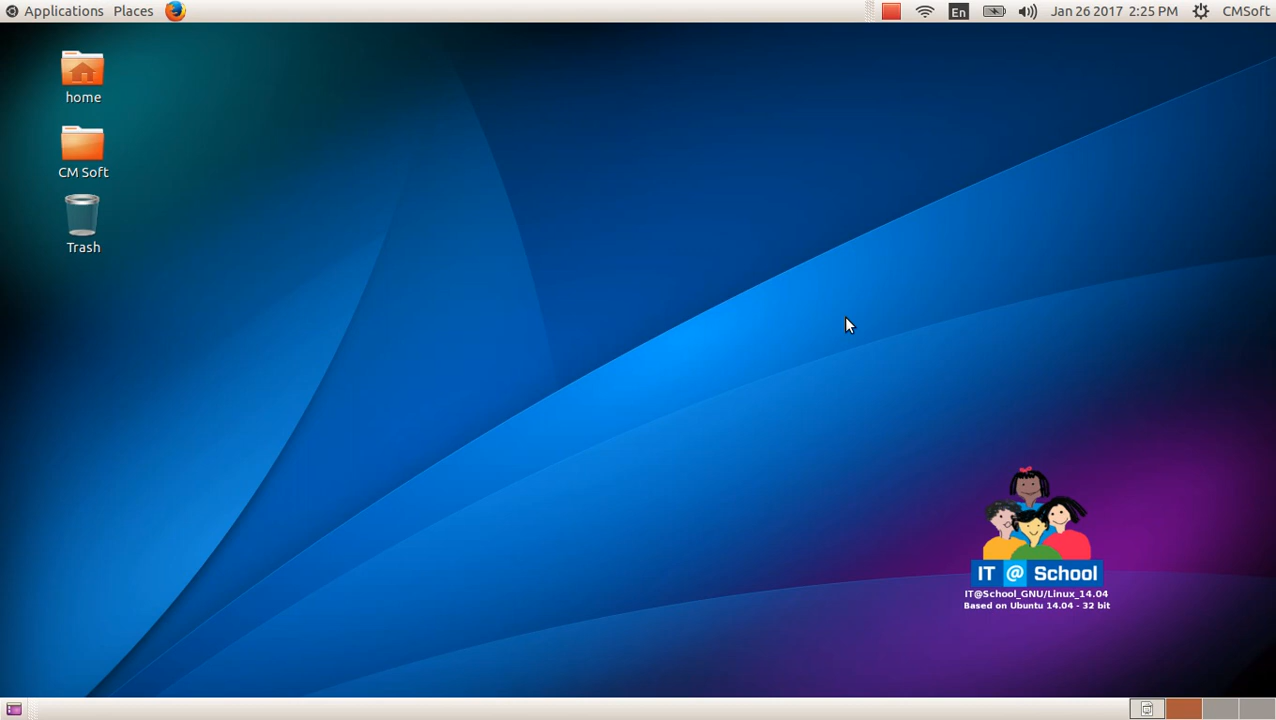 Applications Places En Jan 26 2017 2:25 PM CMSoft
home
CM Soft
Trash
IT @ School
IT@School_GNU/Linux_14.04
Based on Ubuntu 14.04 - 32 bit